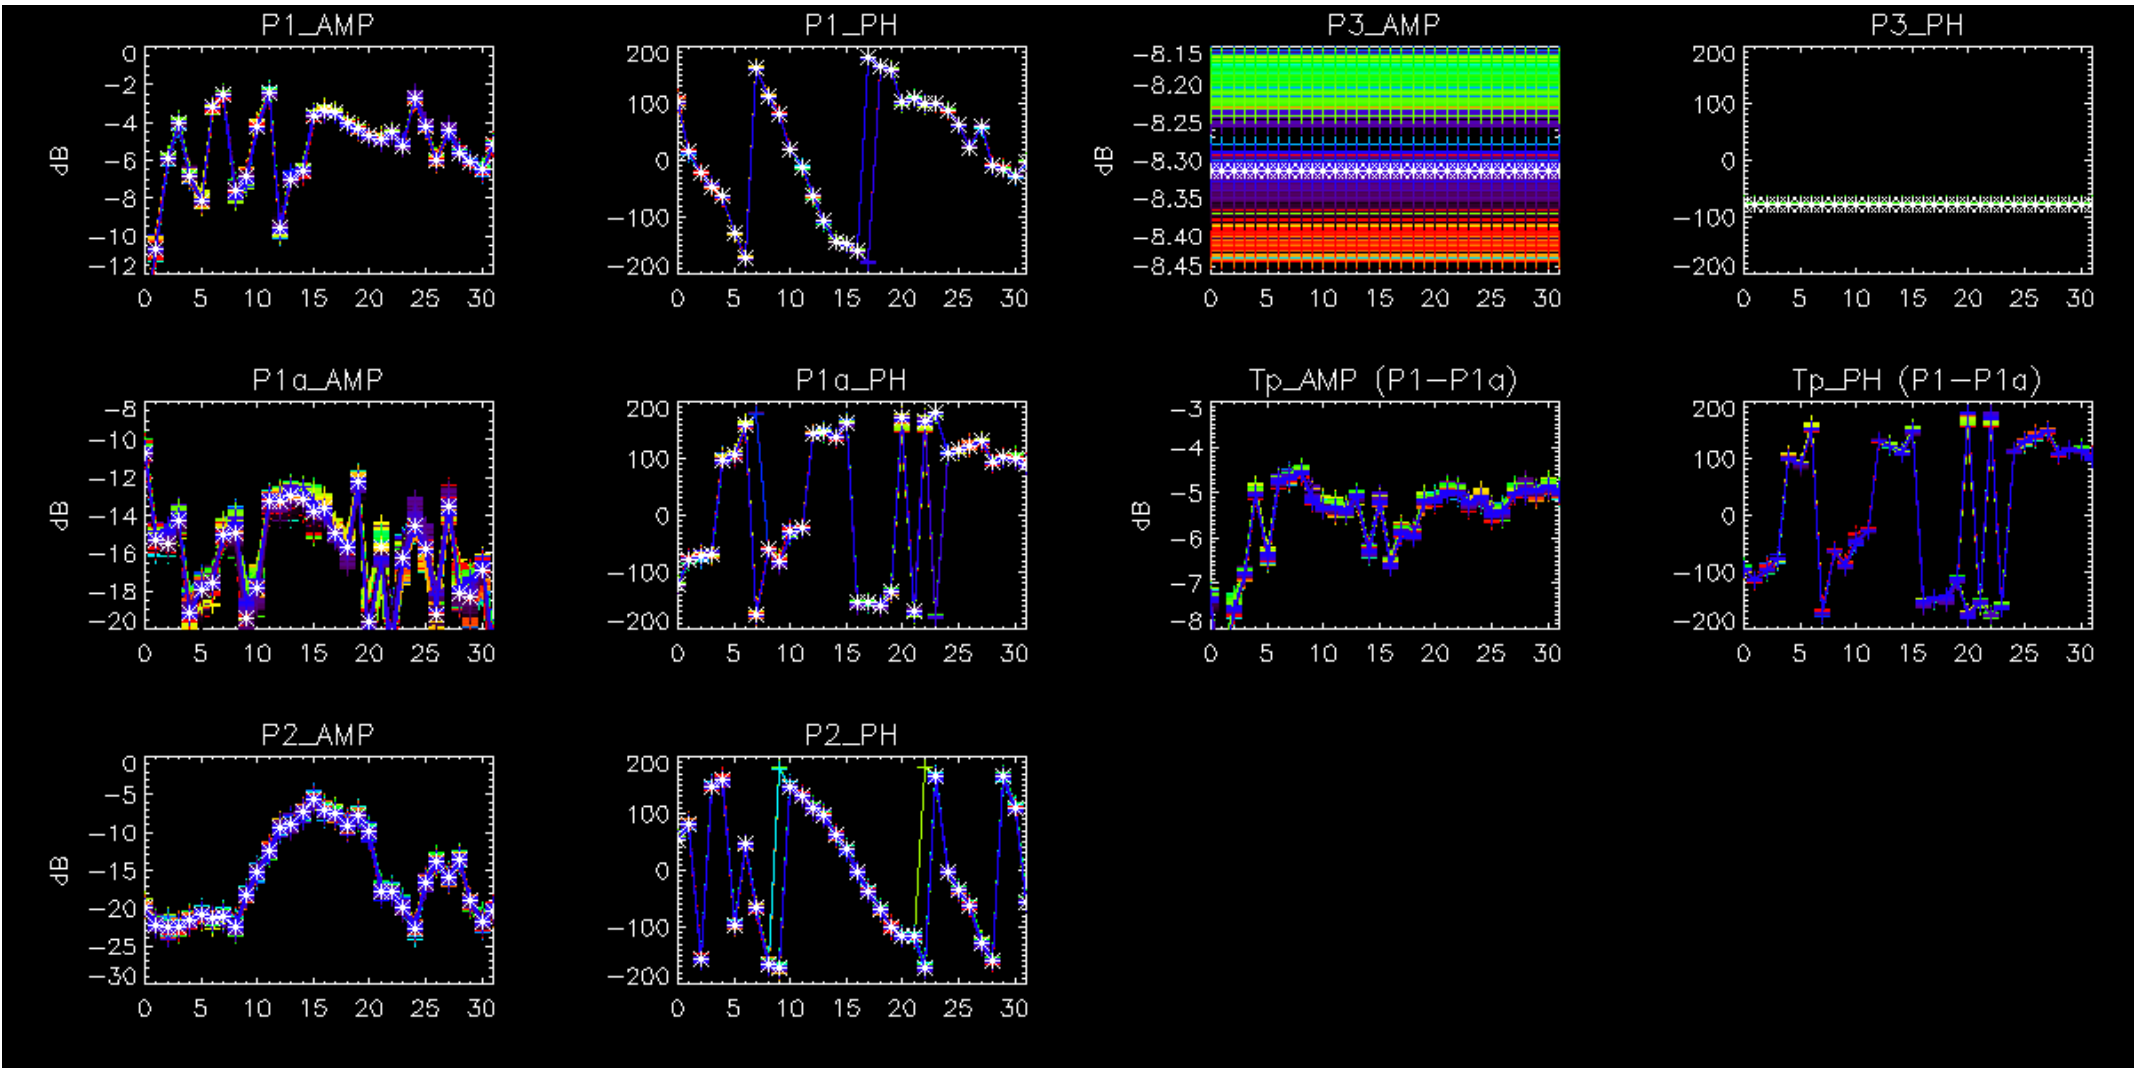 P1_AMP
P1_PH
P3_AMP
P3_PH
dB
0
−2
−4
−6
−8
−10
−12
0 5 10 15 20 25 30
200
100
0
−100
−200
0 5 10 15 20 25 30
dB
−8.15
−8.20
−8.25
−8.30
−8.35
−8.40
−8.45
0 5 10 15 20 25 30
200
100
0
−100
−200
0 5 10 15 20 25 30
P1a_AMP
P1a_PH
Tp_AMP (P1−P1a)
Tp_PH (P1−P1a)
dB
−8
−10
−12
−14
−16
−18
−20
0 5 10 15 20 25 30
200
100
0
−100
−200
0 5 10 15 20 25 30
dB
−3
−4
−5
−6
−7
−8
0 5 10 15 20 25 30
200
100
0
−100
−200
0 5 10 15 20 25 30
P2_AMP
P2_PH
dB
0
−5
−10
−15
−20
−25
−30
0 5 10 15 20 25 30
200
100
0
−100
−200
0 5 10 15 20 25 30